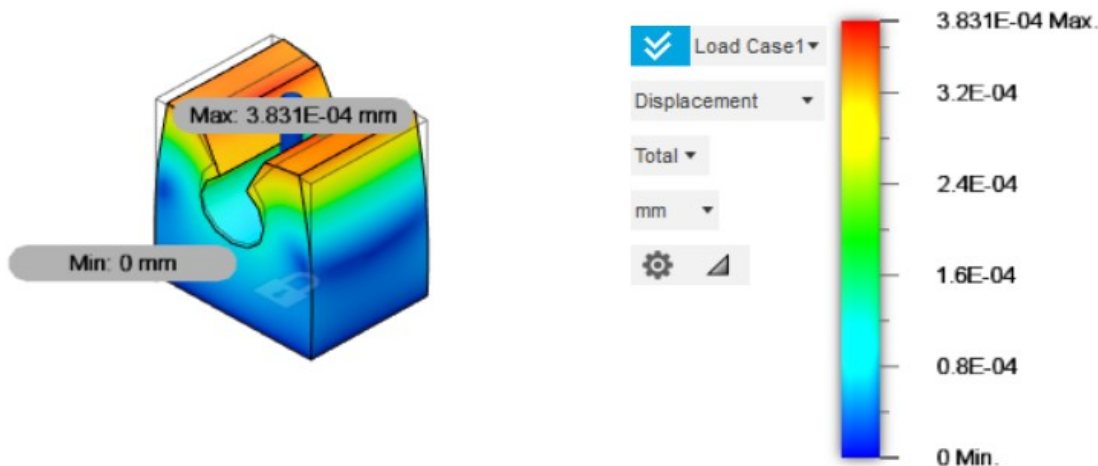 Max: 3.831E-04 mm
Min: 0 mm
Load Case1
Displacement
Total
mm
3.831E-04 Max.
3.2E-04
2.4E-04
1.6E-04
0.8E-04
0 Min.